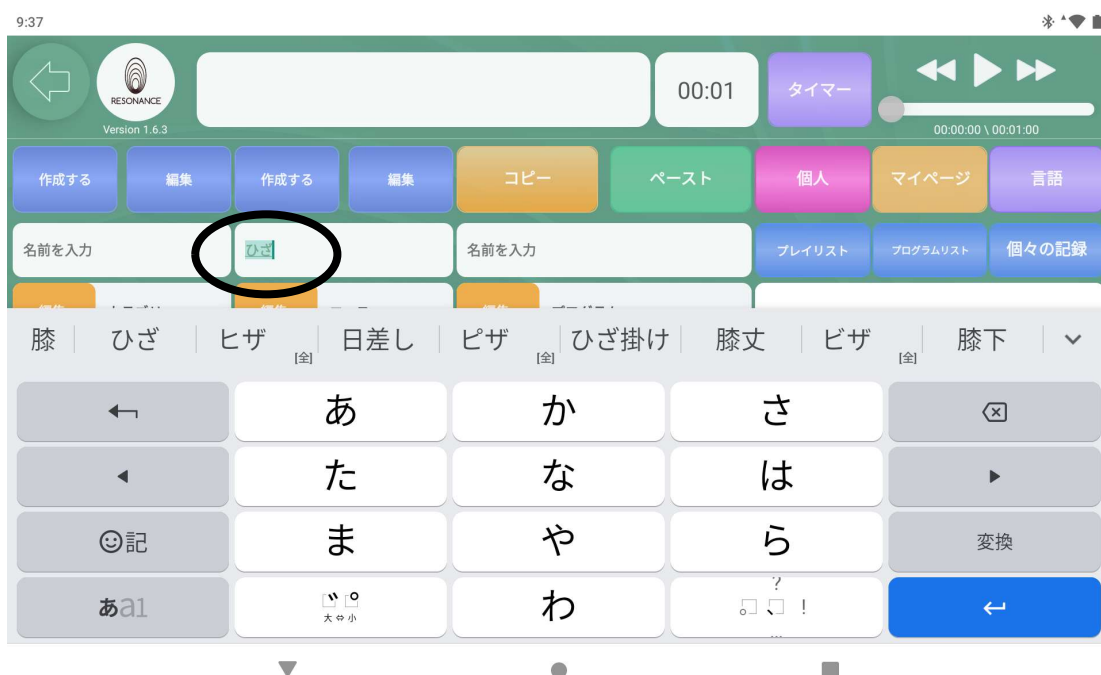 9:37
RESONANCE
Version 1.6.3
00:01
タイマー
00:00:00 \ 00:01:00
作成する 編集 作成する 編集 コピー ペースト 個人 マイページ 言語
名前を入力 ひざ 名前を入力 プレイリスト プログラムリスト 個々の記録
膝 ひざ ヒザ [全] 日差し ピザ [全] ひざ掛け 膝丈 ビザ [全] 膝下
あ か さ
た な は
記 ま や ら 変換
あa1 大⇔小 わ 。、?!…